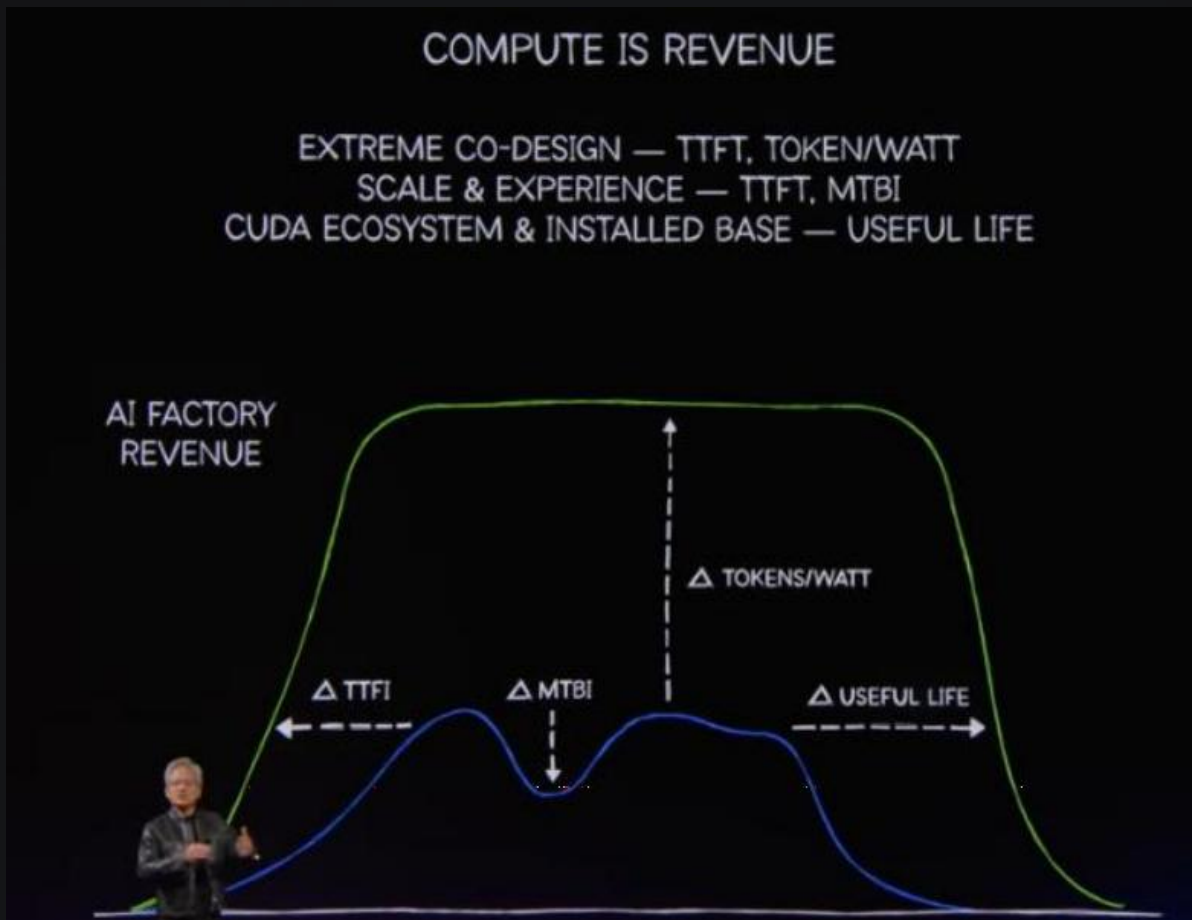 COMPUTE IS REVENUE
EXTREME CO-DESIGN — TTFT, TOKEN/WATT
SCALE & EXPERIENCE — TTFT, MTBI
CUDA ECOSYSTEM & INSTALLED BASE — USEFUL LIFE
AI FACTORY
REVENUE
△ TOKENS/WATT
△ TTFI
△ MTBI
△ USEFUL LIFE